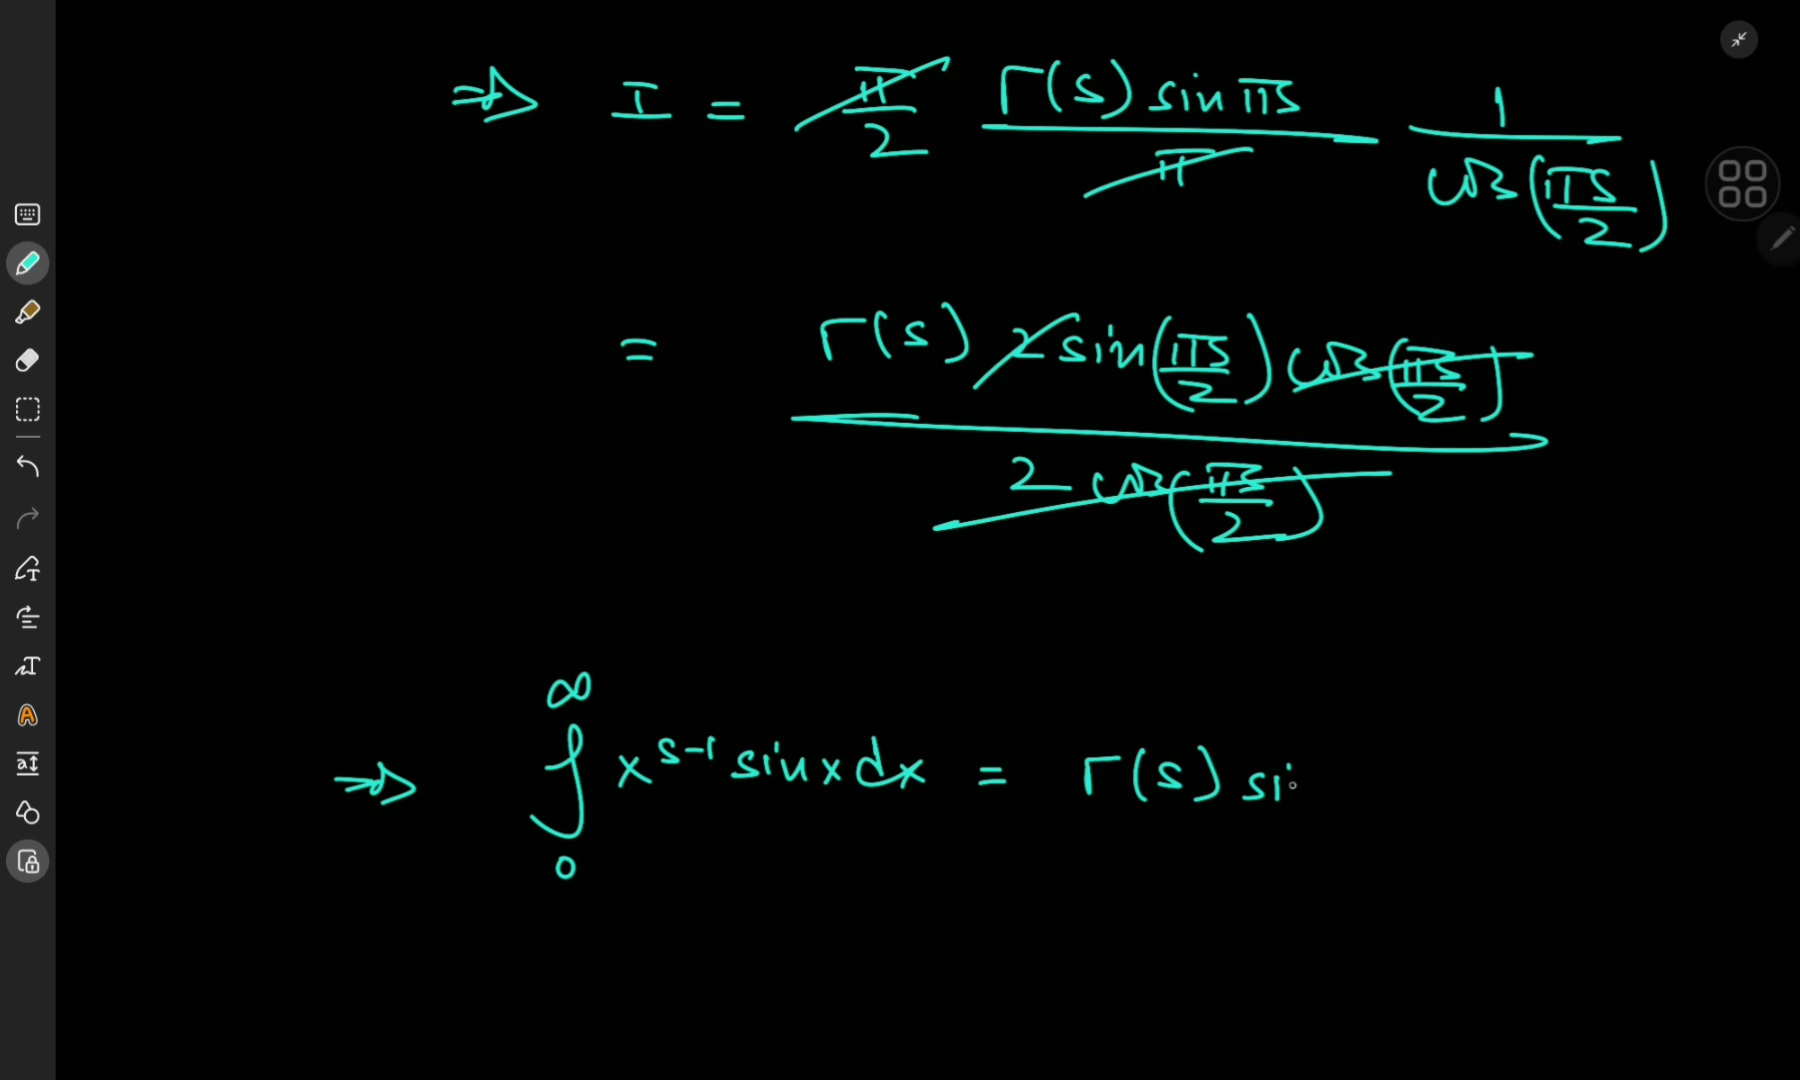 ⇒ I = π/2 Γ(s) sin πs / π 1 / cos(πs/2)
= Γ(s) 2 sin(πs/2) cos(πs/2) / 2 cos(πs/2)
⇒ ∫₀^∞ x^(s-1) sin x dx = Γ(s) si